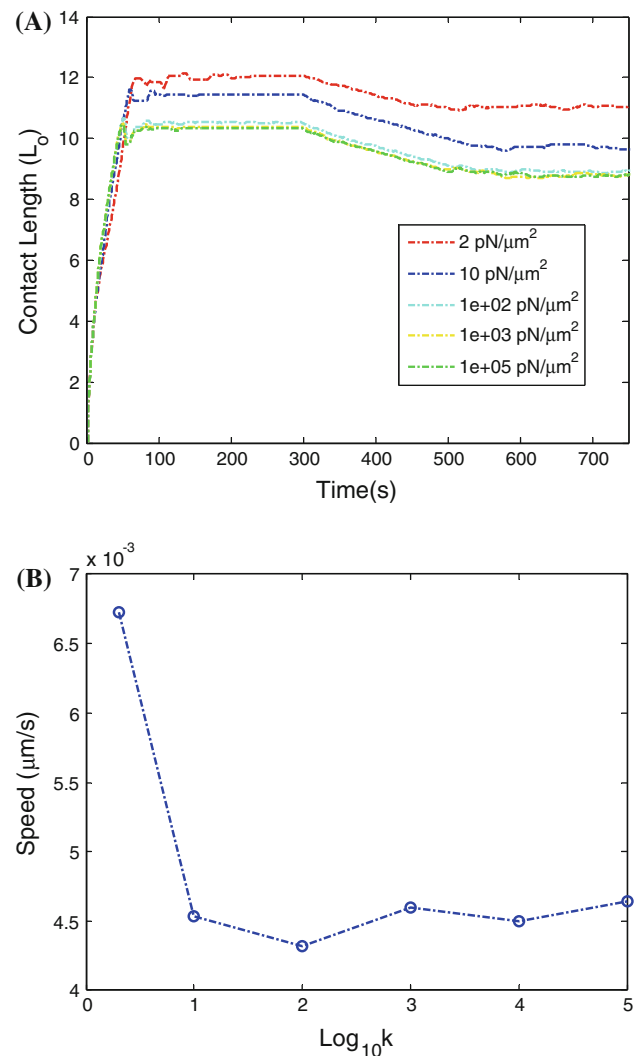 (A)
14
12
10
8
6
4
2
0
Contact Length (L₀)
2 pN/μm²
10 pN/μm²
1e+02 pN/μm²
1e+03 pN/μm²
1e+05 pN/μm²
0 100 200 300 400 500 600 700
Time(s)
(B)
x 10⁻³
7
6.5
6
5.5
5
4.5
4
Speed (μm/s)
0 1 2 3 4 5
Log₁₀k